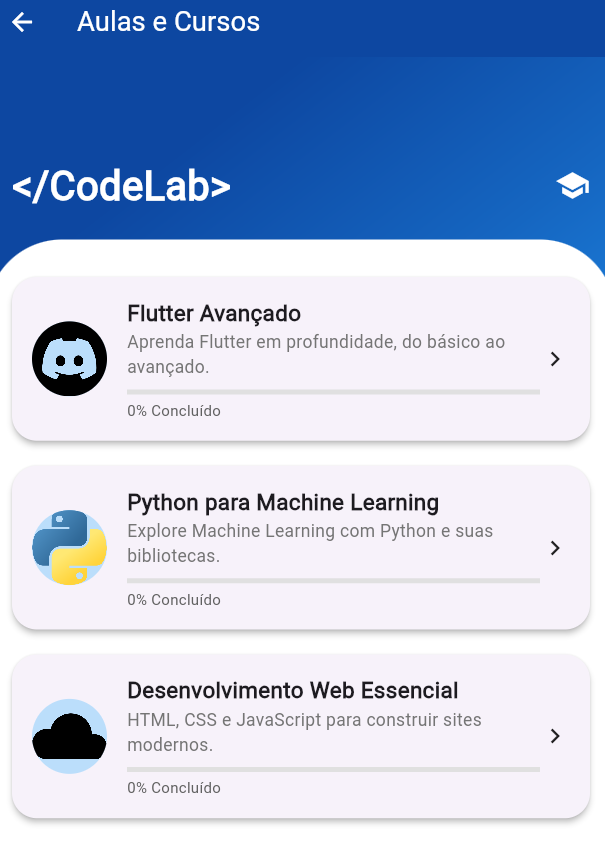 Aulas e Cursos
</CodeLab>
Flutter Avançado
Aprenda Flutter em profundidade, do básico ao
avançado.
0% Concluído
Python para Machine Learning
Explore Machine Learning com Python e suas
bibliotecas.
0% Concluído
Desenvolvimento Web Essencial
HTML, CSS e JavaScript para construir sites
modernos.
0% Concluído